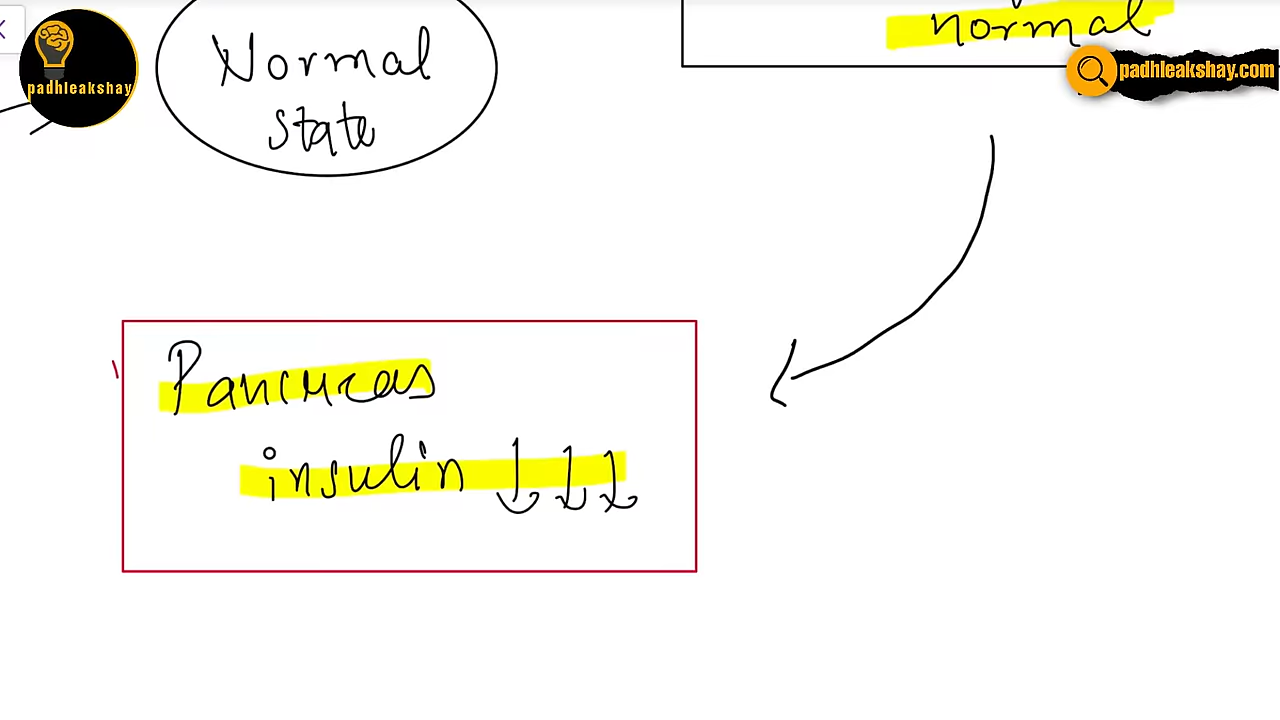 normal
padhleakshay
padhleakshay.com
Normal
state
Pancreas
insulin ↓↓↓